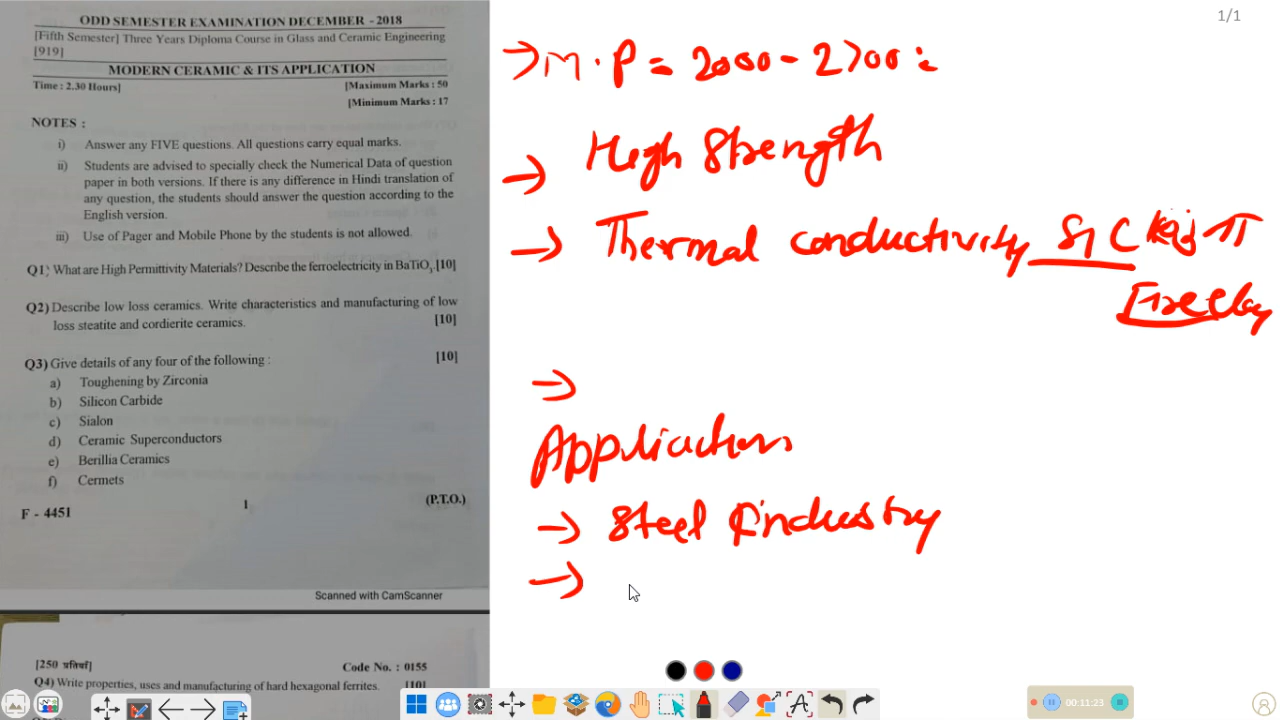 ODD SEMESTER EXAMINATION DECEMBER - 2018
[Fifth Semester] Three Years Diploma Course in Glass and Ceramic Engineering
[919]
MODERN CERAMIC & ITS APPLICATION
Time : 2.30 Hours] [Maximum Marks : 50
[Minimum Marks : 17
NOTES :
i) Answer any FIVE questions. All questions carry equal marks.
ii) Students are advised to specially check the Numerical Data of question
paper in both versions. If there is any difference in Hindi translation of
any question, the students should answer the question according to the
English version.
iii) Use of Pager and Mobile Phone by the students is not allowed.
Q1) What are High Permittivity Materials? Describe the ferroelectricity in BaTiO3. [10]
Q2) Describe low loss ceramics. Write characteristics and manufacturing of low
loss steatite and cordierite ceramics. [10]
Q3) Give details of any four of the following : [10]
a) Toughening by Zirconia
b) Silicon Carbide
c) Sialon
d) Ceramic Superconductors
e) Berillia Ceramics
f) Cermets
1 (P.T.O.)
F - 4451
Scanned with CamScanner
[250 प्रतियाँ] Code No. : 0155
Q4) Write properties, uses and manufacturing of hard hexagonal ferrites. [10]
1/1
→ M.P = 2000 - 2700
→ High Strength
→ Thermal conductivity SiC
Fireclay
→
Applications
→ Steel industry
→
00:11:23